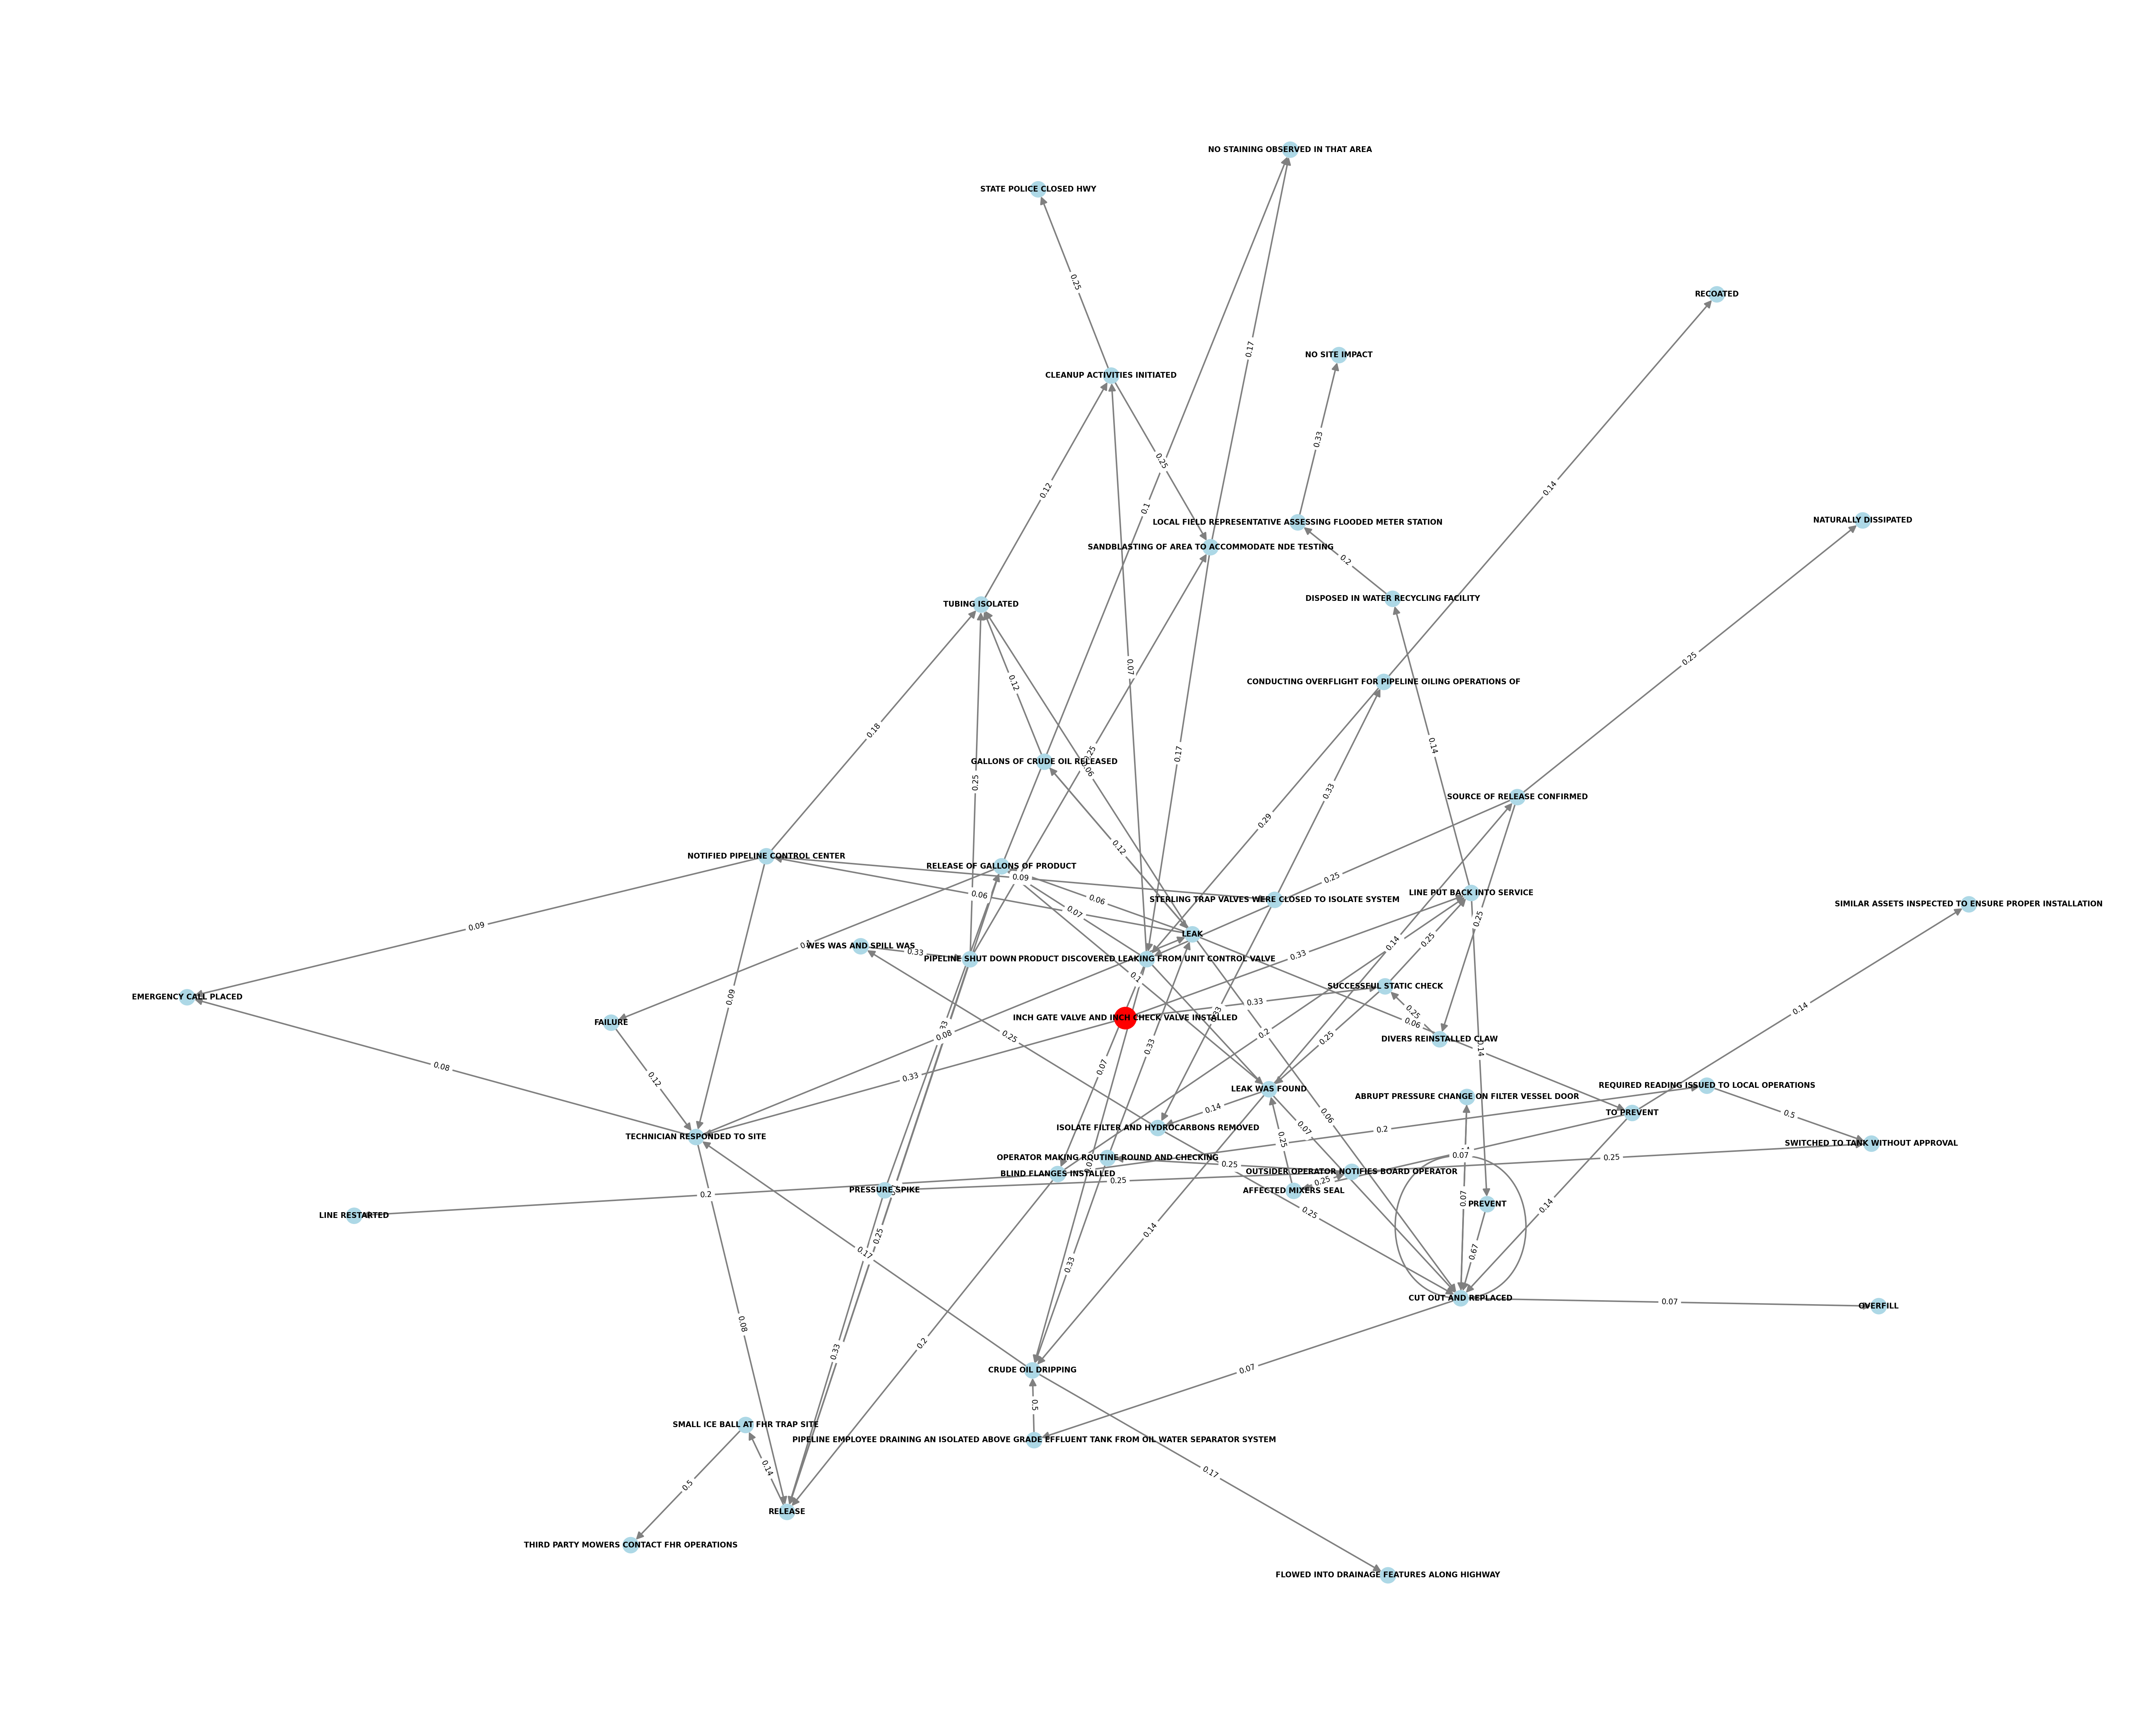 NO STAINING OBSERVED IN THAT AREA
STATE POLICE CLOSED HWY
0.25
RECOATED
0.17
NO SITE IMPACT
CLEANUP ACTIVITIES INITIATED
0.33
0.25
0.12
0.14
0.1
LOCAL FIELD REPRESENTATIVE ASSESSING FLOODED METER STATION
NATURALLY DISSIPATED
SANDBLASTING OF AREA TO ACCOMMODATE NDE TESTING
0.2
DISPOSED IN WATER RECYCLING FACILITY
TUBING ISOLATED
0.07
0.25
0.12
CONDUCTING OVERFLIGHT FOR PIPELINE OILING OPERATIONS OF
0.18
0.14
0.17
0.25
GALLONS OF CRUDE OIL RELEASED
0.06
0.25
0.33
SOURCE OF RELEASE CONFIRMED
0.29
0.12
NOTIFIED PIPELINE CONTROL CENTER
RELEASE OF GALLONS OF PRODUCT
0.09
0.25
0.06
0.06
STERLING TRAP VALVES WERE CLOSED TO ISOLATE SYSTEM
LINE PUT BACK INTO SERVICE
SIMILAR ASSETS INSPECTED TO ENSURE PROPER INSTALLATION
0.07
0.25
0.09
LEAK
WES WAS AND SPILL WAS
0.33
0.14
0.25
PIPELINE SHUT DOWN
PRODUCT DISCOVERED LEAKING FROM UNIT CONTROL VALVE
0.33
0.1
SUCCESSFUL STATIC CHECK
EMERGENCY CALL PLACED
0.09
0.33
0.14
0.25
INCH GATE VALVE AND INCH CHECK VALVE INSTALLED
FAILURE
0.06
0.08
0.25
0.2
0.25
DIVERS REINSTALLED CLAW
0.33
0.14
0.08
0.07
0.33
0.12
LEAK WAS FOUND
REQUIRED READING ISSUED TO LOCAL OPERATIONS
ABRUPT PRESSURE CHANGE ON FILTER VESSEL DOOR
0.14
0.06
TO PREVENT
0.5
ISOLATE FILTER AND HYDROCARBONS REMOVED
0.07
0.2
TECHNICIAN RESPONDED TO SITE
0.25
SWITCHED TO TANK WITHOUT APPROVAL
OPERATOR MAKING ROUTINE ROUND AND CHECKING
0.07
0.25
0.25
BLIND FLANGES INSTALLED
OUTSIDER OPERATOR NOTIFIES BOARD OPERATOR
0.25
0.25
PRESSURE SPIKE
AFFECTED MIXERS SEAL
0.2
0.07
PREVENT
0.14
LINE RESTARTED
0.25
0.14
0.25
0.17
0.67
0.33
CUT OUT AND REPLACED
0.07
OVERFILL
0.08
0.2
0.33
CRUDE OIL DRIPPING
0.07
0.5
SMALL ICE BALL AT FHR TRAP SITE
PIPELINE EMPLOYEE DRAINING AN ISOLATED ABOVE GRADE EFFLUENT TANK FROM OIL WATER SEPARATOR SYSTEM
0.14
0.17
0.5
RELEASE
THIRD PARTY MOWERS CONTACT FHR OPERATIONS
FLOWED INTO DRAINAGE FEATURES ALONG HIGHWAY